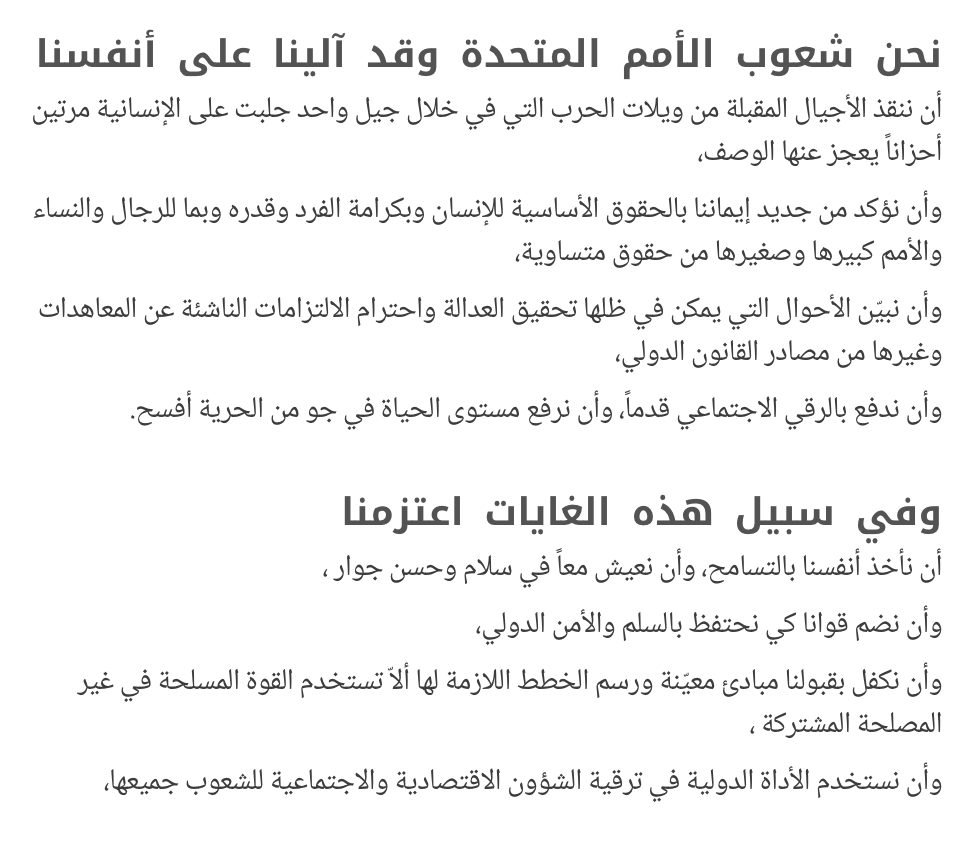 نحن شعوب الأمم المتحدة وقد آلينا على أنفسنا
أن ننقذ الأجيال المقبلة من ويلات الحرب التي في خلال جيل واحد جلبت على الإنسانية مرتين
أحزاناً يعجز عنها الوصف،
وأن نؤكد من جديد إيماننا بالحقوق الأساسية للإنسان وبكرامة الفرد وقدره وبما للرجال والنساء
والأمم كبيرها وصغيرها من حقوق متساوية،
وأن نبيّن الأحوال التي يمكن في ظلها تحقيق العدالة واحترام الالتزامات الناشئة عن المعاهدات
وغيرها من مصادر القانون الدولي،
وأن ندفع بالرقي الاجتماعي قدماً، وأن نرفع مستوى الحياة في جو من الحرية أفسح.
وفي سبيل هذه الغايات اعتزمنا
أن نأخذ أنفسنا بالتسامح، وأن نعيش معاً في سلام وحسن جوار ،
وأن نضم قوانا كي نحتفظ بالسلم والأمن الدولي،
وأن نكفل بقبولنا مبادئ معيّنة ورسم الخطط اللازمة لها ألاّ تستخدم القوة المسلحة في غير
المصلحة المشتركة ،
وأن نستخدم الأداة الدولية في ترقية الشؤون الاقتصادية والاجتماعية للشعوب جميعها،